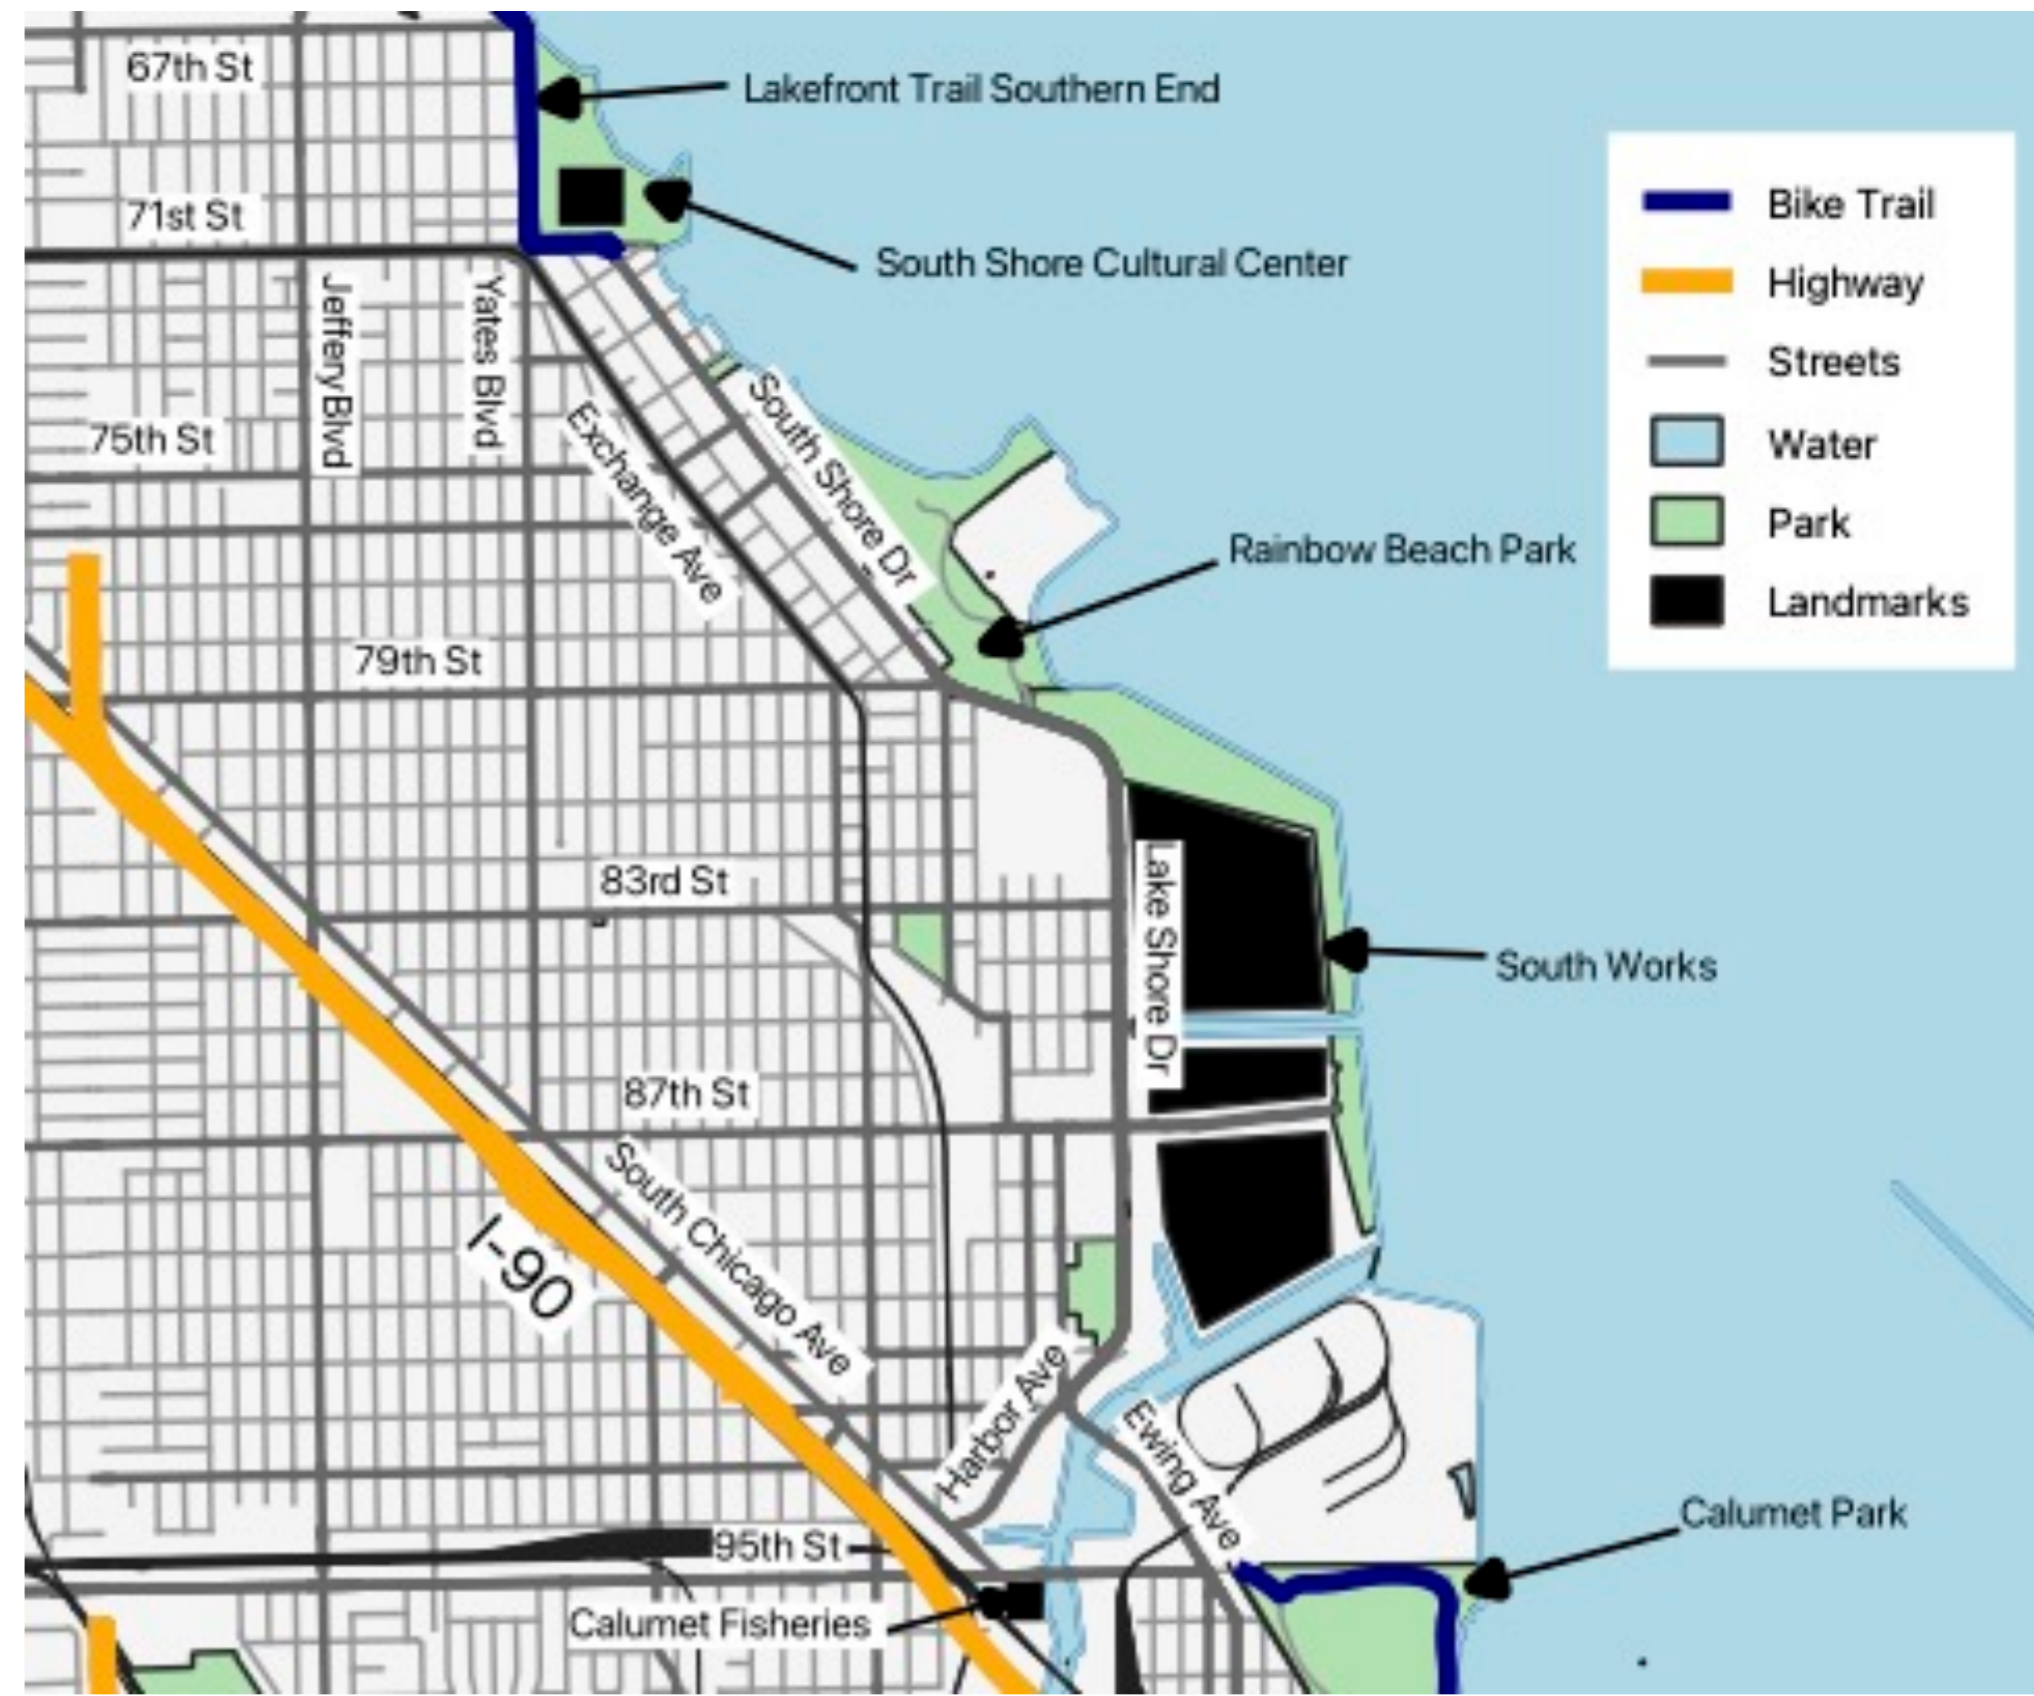 67th St
Lakefront Trail Southern End
71st St
South Shore Cultural Center
Bike Trail
Highway
Streets
Water
Park
Landmarks
Jeffery Blvd
Yates Blvd
75th St
Exchange Ave
South Shore Dr
Rainbow Beach Park
79th St
83rd St
Lake Shore Dr
South Works
87th St
South Chicago Ave
I-90
Harbor Ave
Ewing Ave
95th St
Calumet Park
Calumet Fisheries